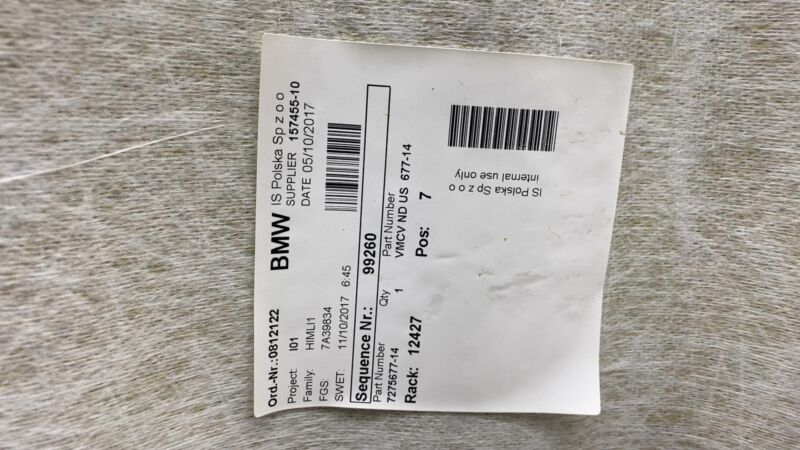 Ord.-Nr.:0812122
BMW
IS Polska Sp z o o
SUPPLIER 157455-10
DATE 05/10/2017
Project: I01
Family: HIMLI1
FGS: 7A39834
SWET: 11/10/2017 6:45
Sequence Nr.: 99260
Part Number Qty Part Number
7275677-14 1 VMCV ND US 677-14
Rack: 12427 Pos: 7
IS Polska Sp z o o
internal use only